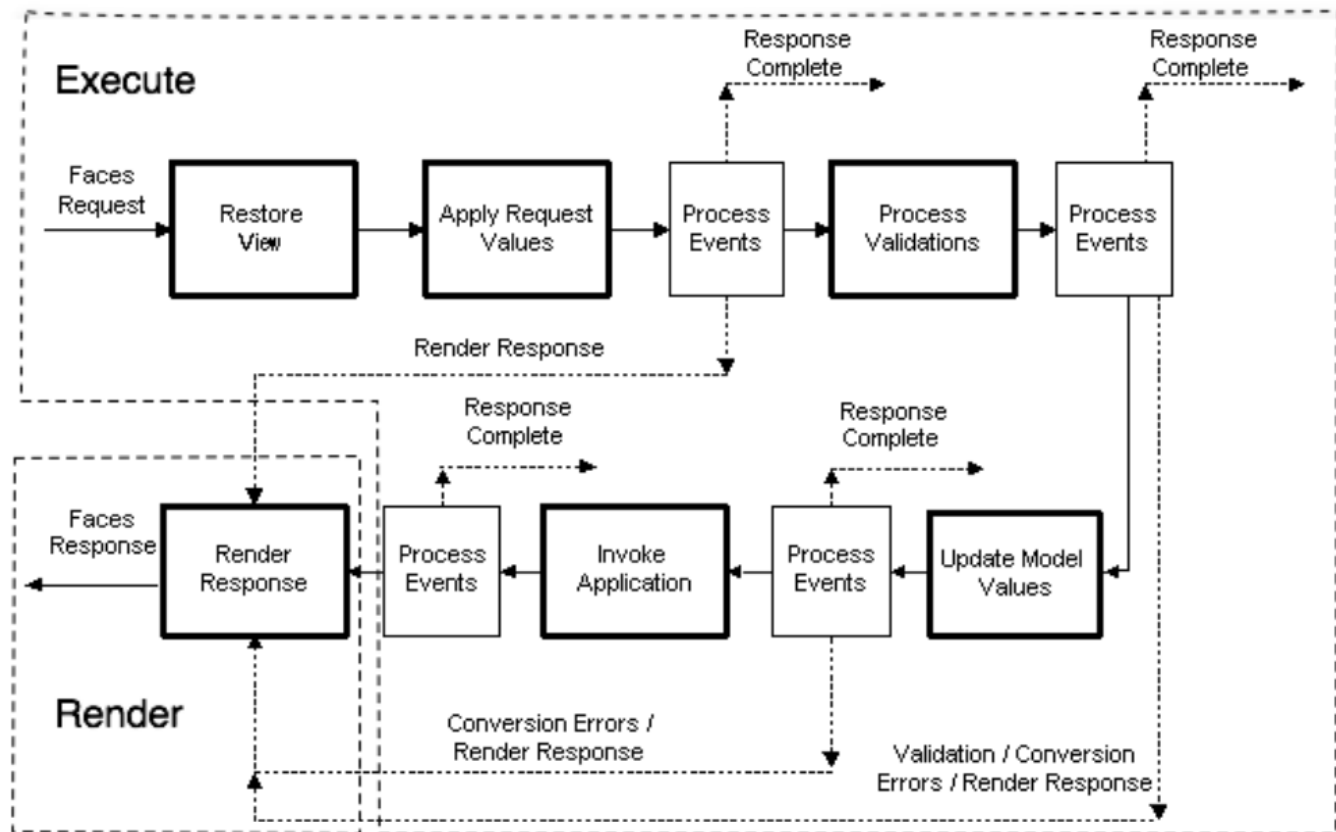 Execute
Response
Complete
Response
Complete
Faces
Request
Restore
View
Apply Request
Values
Process
Events
Process
Validations
Process
Events
Render Response
Response
Complete
Response
Complete
Faces
Response
Render
Response
Process
Events
Invoke
Application
Process
Events
Update Model
Values
Render
Conversion Errors /
Render Response
Validation / Conversion
Errors / Render Response